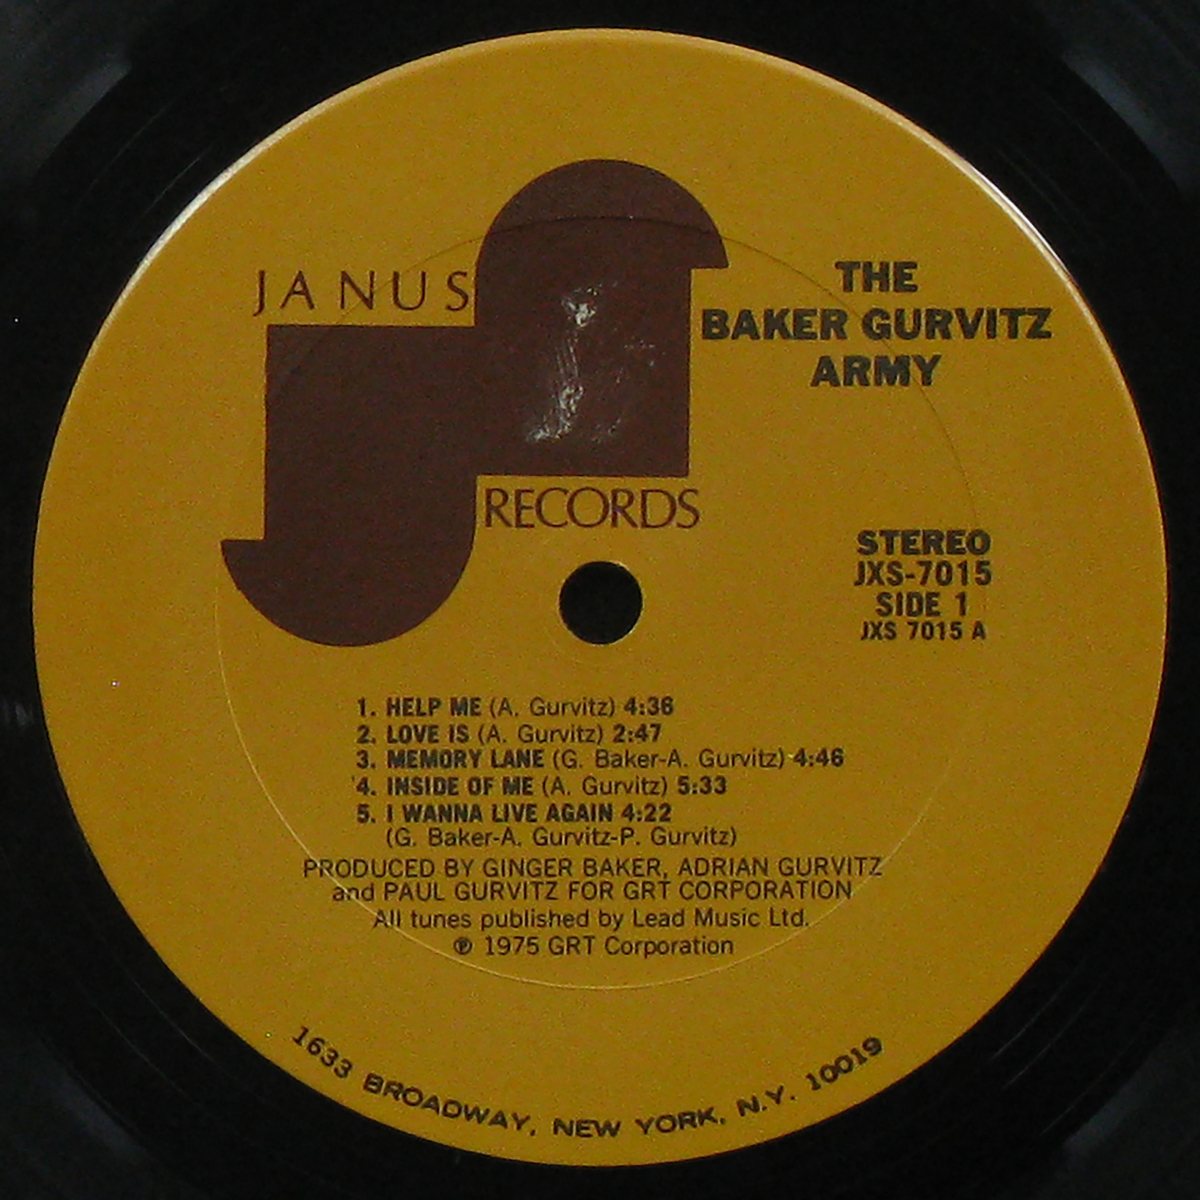 JANUS
RECORDS
THE
BAKER GURVITZ
ARMY
STEREO
JXS-7015
SIDE 1
JXS 7015 A
1. HELP ME (A. Gurvitz) 4:36
2. LOVE IS (A. Gurvitz) 2:47
3. MEMORY LANE (G. Baker-A. Gurvitz) 4:46
4. INSIDE OF ME (A. Gurvitz) 5:33
5. I WANNA LIVE AGAIN 4:22
(G. Baker-A. Gurvitz-P. Gurvitz)
PRODUCED BY GINGER BAKER, ADRIAN GURVITZ
and PAUL GURVITZ FOR GRT CORPORATION
All tunes published by Lead Music Ltd.
℗ 1975 GRT Corporation
1633 BROADWAY, NEW YORK, N.Y. 10019